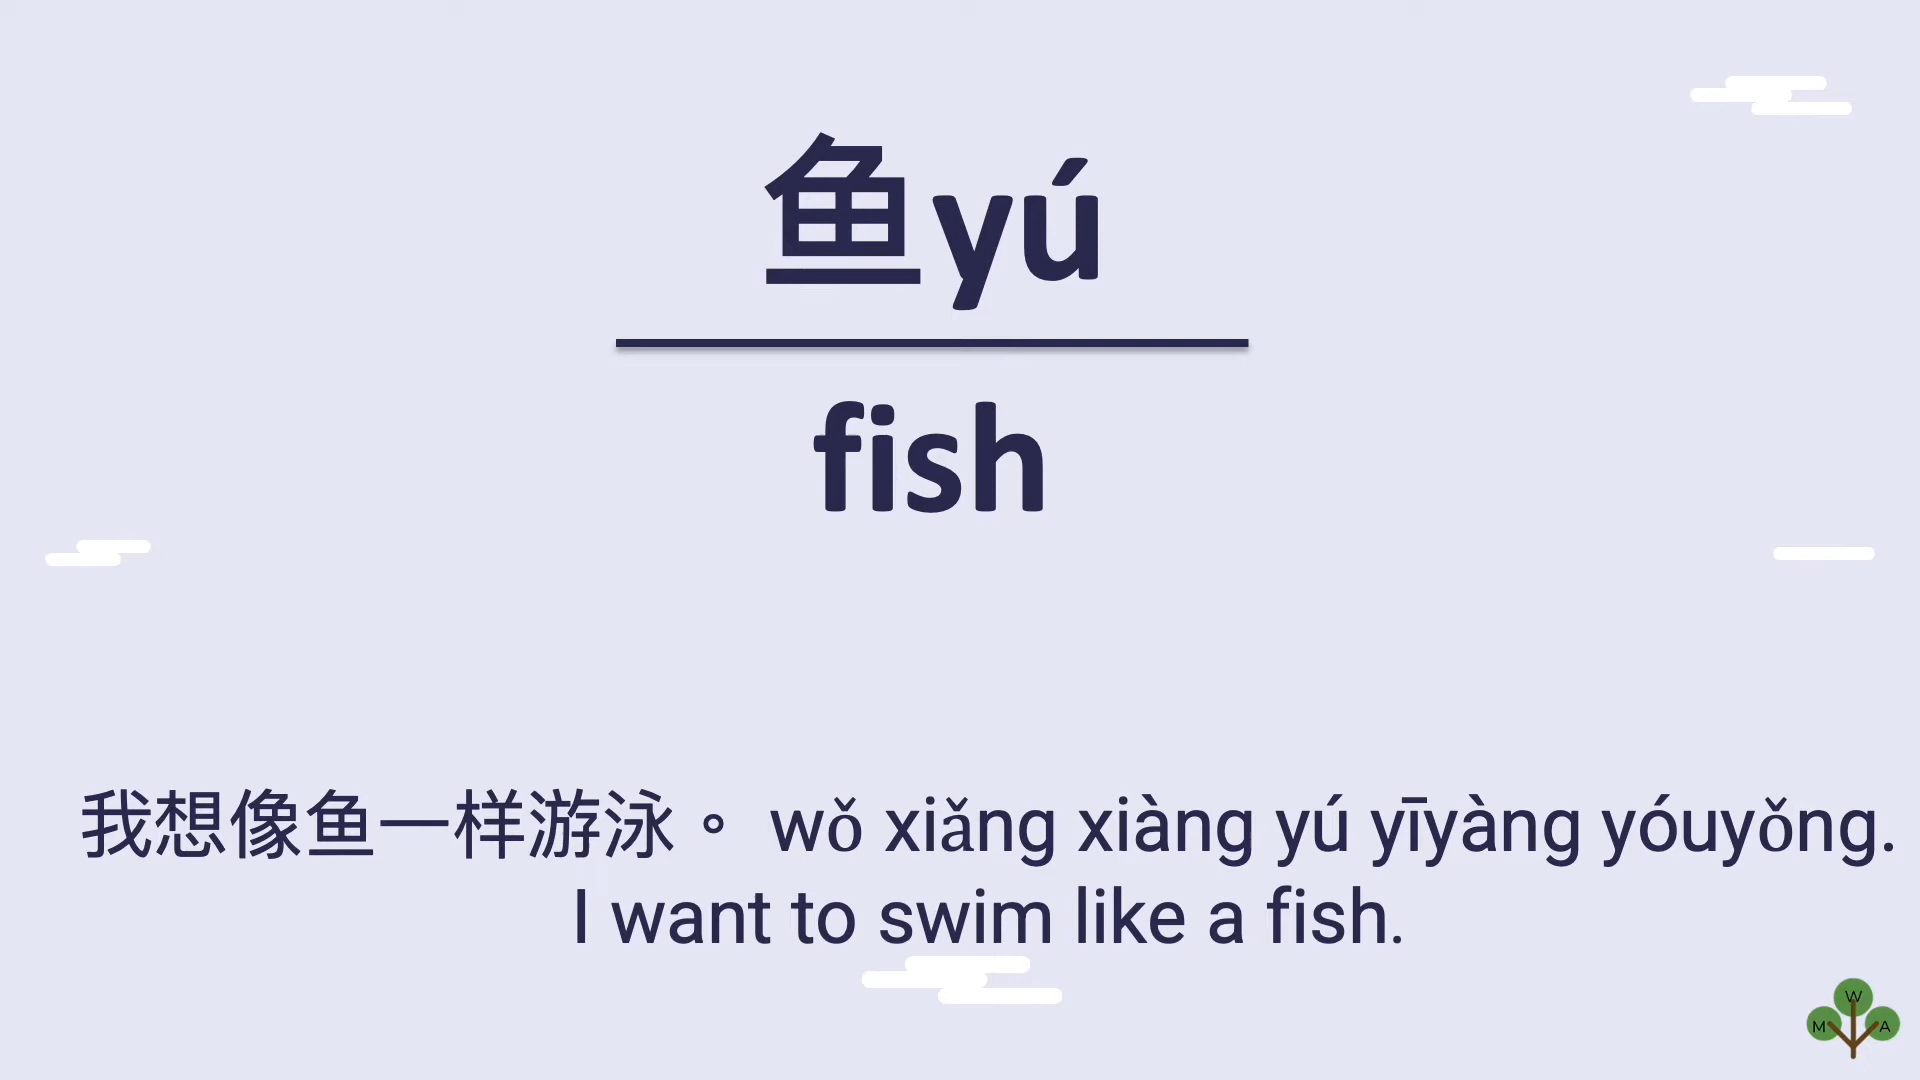 鱼yú
fish
我想像鱼一样游泳。 wǒ xiǎng xiàng yú yīyàng yóuyǒng.
I want to swim like a fish.
W
M A